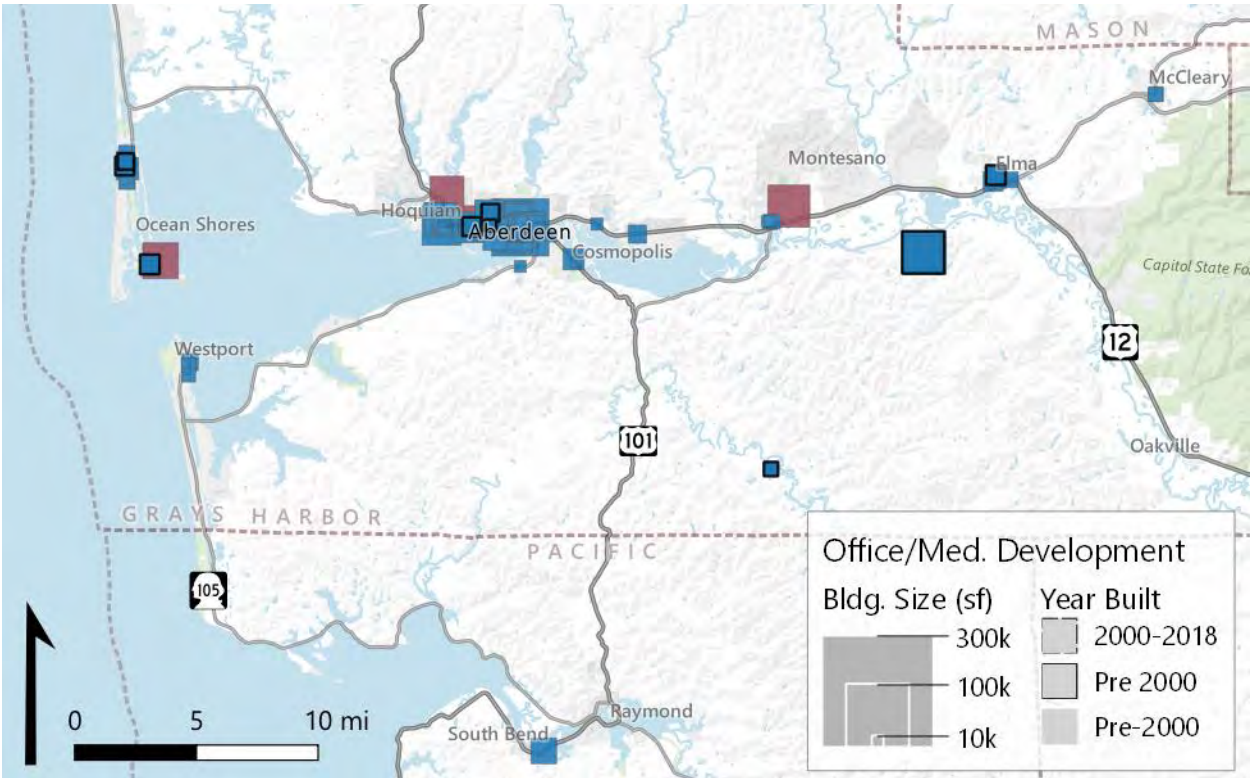 MASON
McCleary
Montesano
Elma
Ocean Shores
Hoquiam
Aberdeen
Cosmopolis
Capitol State Fo
Westport
12
101
Oakville
GRAYS HARBOR
PACIFIC
105
Office/Med. Development
Bldg. Size (sf)
300k
100k
10k
Year Built
2000-2018
Pre 2000
Pre-2000
0 5 10 mi
Raymond
South Bend